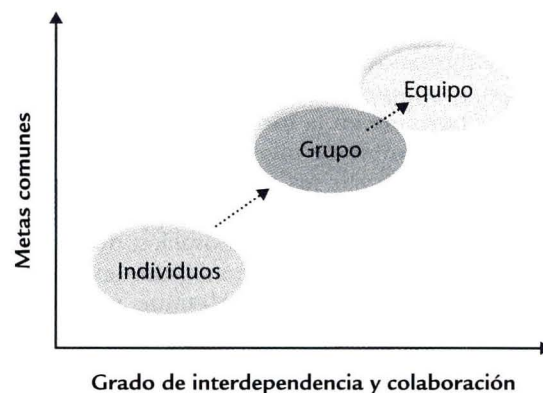 Metas comunes
Equipo
Grupo
Individuos
Grado de interdependencia y colaboración